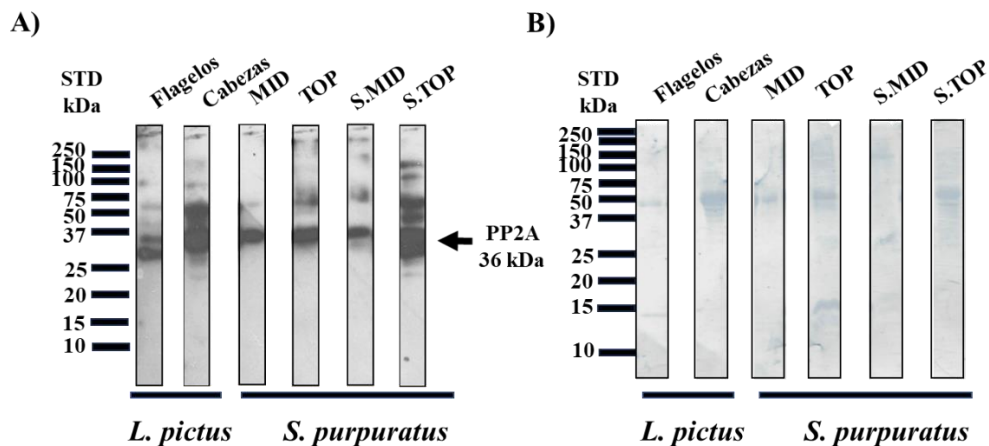 A)
STD
kDa
Flagelos
Cabezas
MID
TOP
S.MID
S.TOP
250
150
100
75
50
37
25
20
15
10
PP2A
36 kDa
L. pictus
S. purpuratus
B)
STD
kDa
Flagelos
Cabezas
MID
TOP
S.MID
S.TOP
250
150
100
75
50
37
25
15
10
L. pictus
S. purpuratus